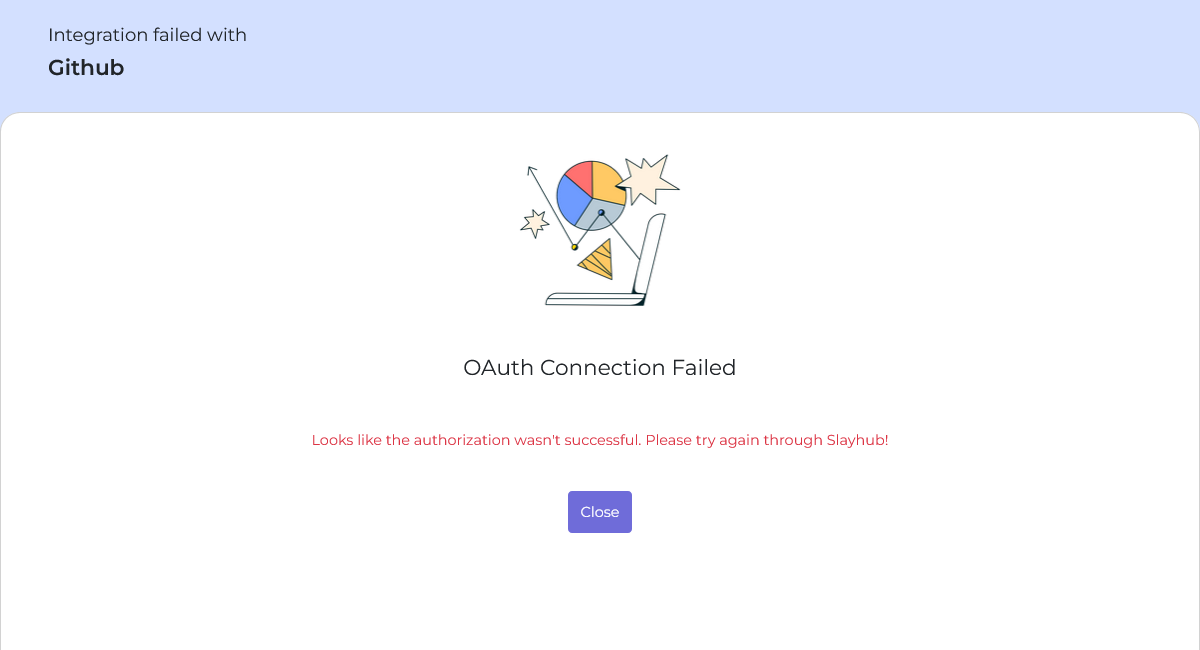 Integration failed with
Github
OAuth Connection Failed
Looks like the authorization wasn't successful. Please try again through Slayhub!
Close